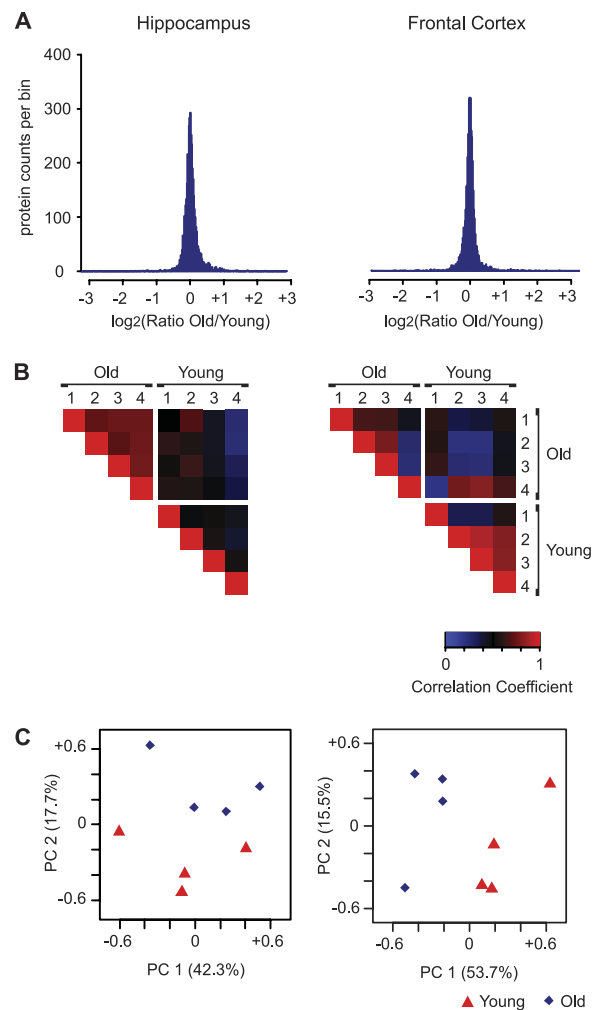 A
Hippocampus
Frontal Cortex
protein counts per bin
400
300
200
100
0
-3 -2 -1 0 +1 +2 +3
log2(Ratio Old/Young)
-3 -2 -1 0 +1 +2 +3
log2(Ratio Old/Young)
B
Old Young
1 2 3 4 1 2 3 4
Old Young
1 2 3 4 1 2 3 4
1
2
3
4
Old
1
2
3
4
Young
0 1
Correlation Coefficient
C
PC 2 (17.7%)
+0.6
0
-0.6
-0.6 0 +0.6
PC 1 (42.3%)
PC 2 (15.5%)
+0.6
0
-0.6
-0.6 0 +0.6
PC 1 (53.7%)
Young Old